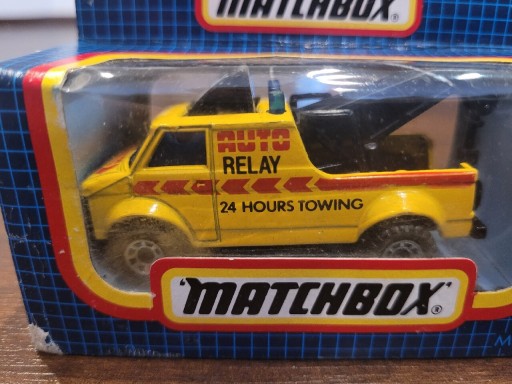 MATCHBOX®
AUTO
RELAY
24 HOURS TOWING
"MATCHBOX"®
M